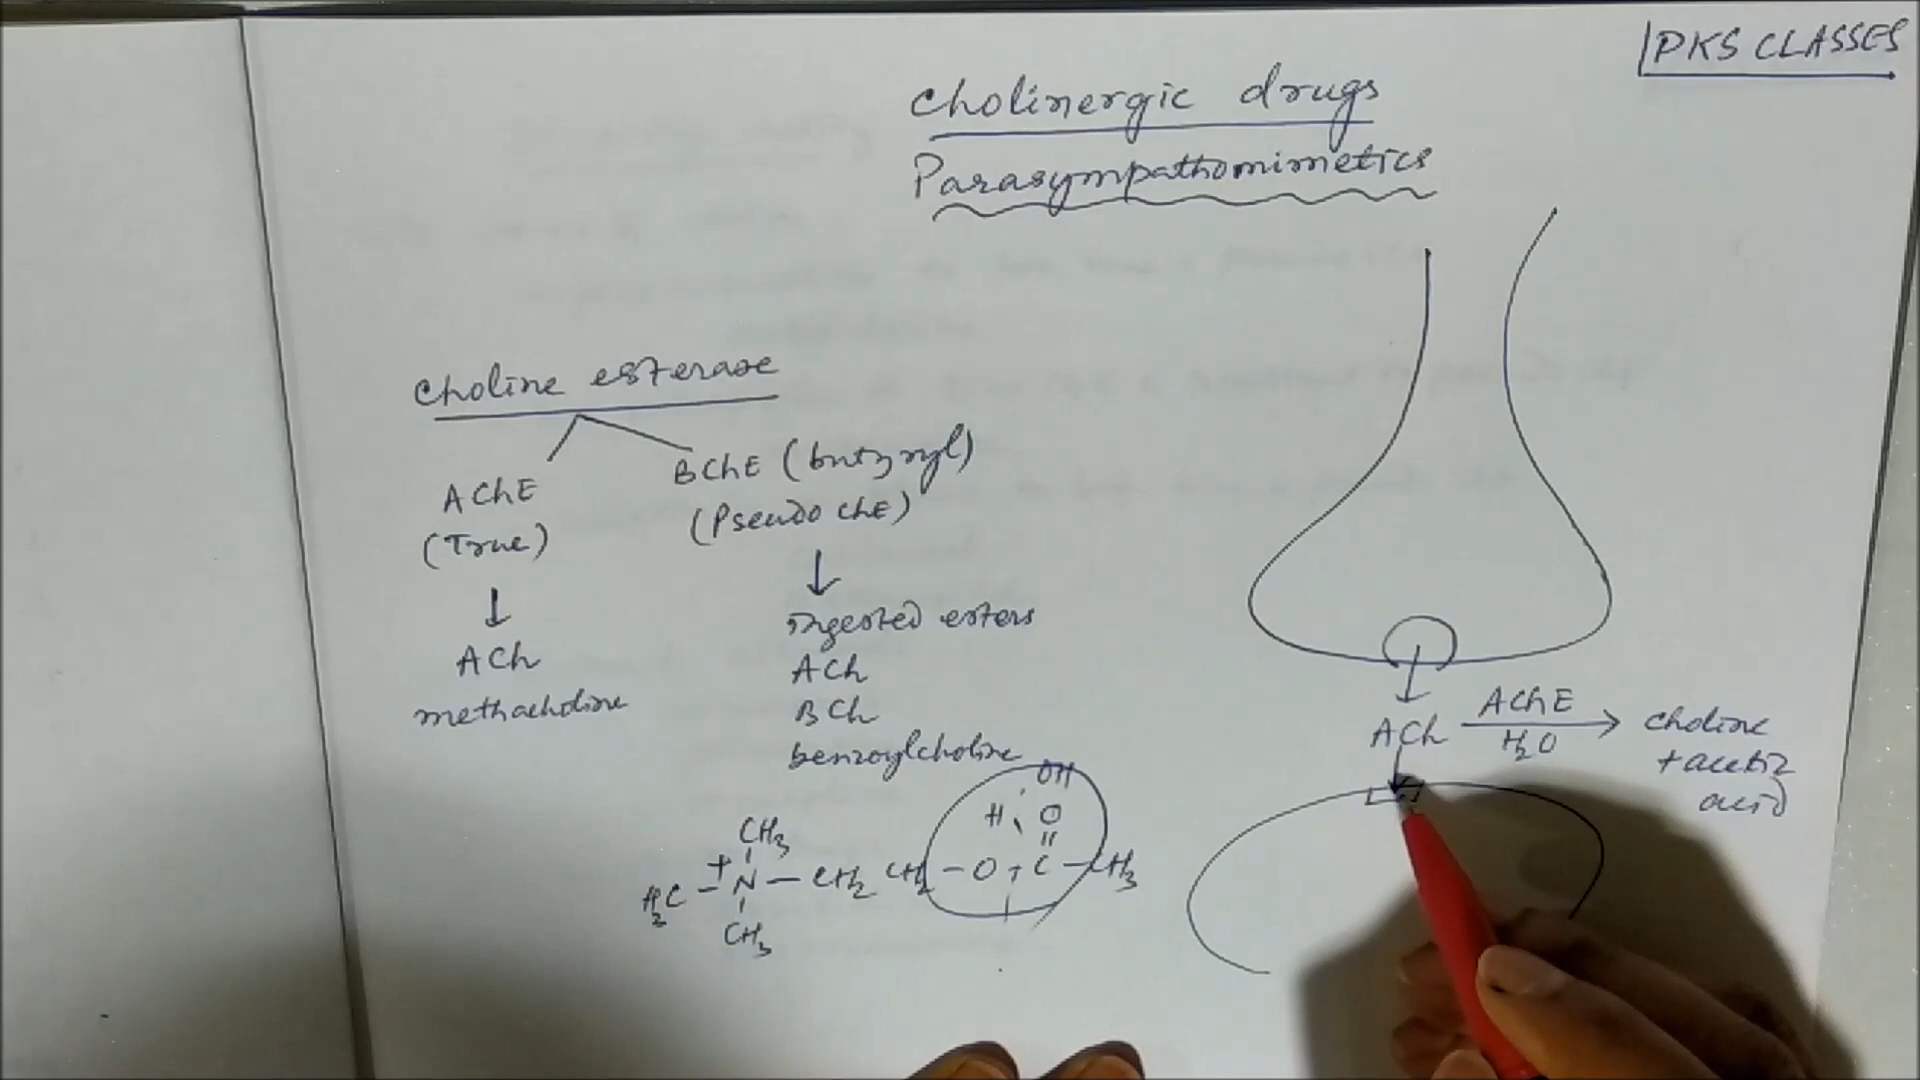 PKS CLASSES
Cholinergic drugs
Parasympathomimetics
Choline esterase
AChE
(True)
ACh
methacholine
BChE (butyryl)
(Pseudo ChE)
Ingested esters
ACh
BCh
benzoylcholine
OH
H O
CH3
H3C - +N - CH2 CH2 - O - C - CH3
CH3
ACh AChE choline
H2O + acetic
acid